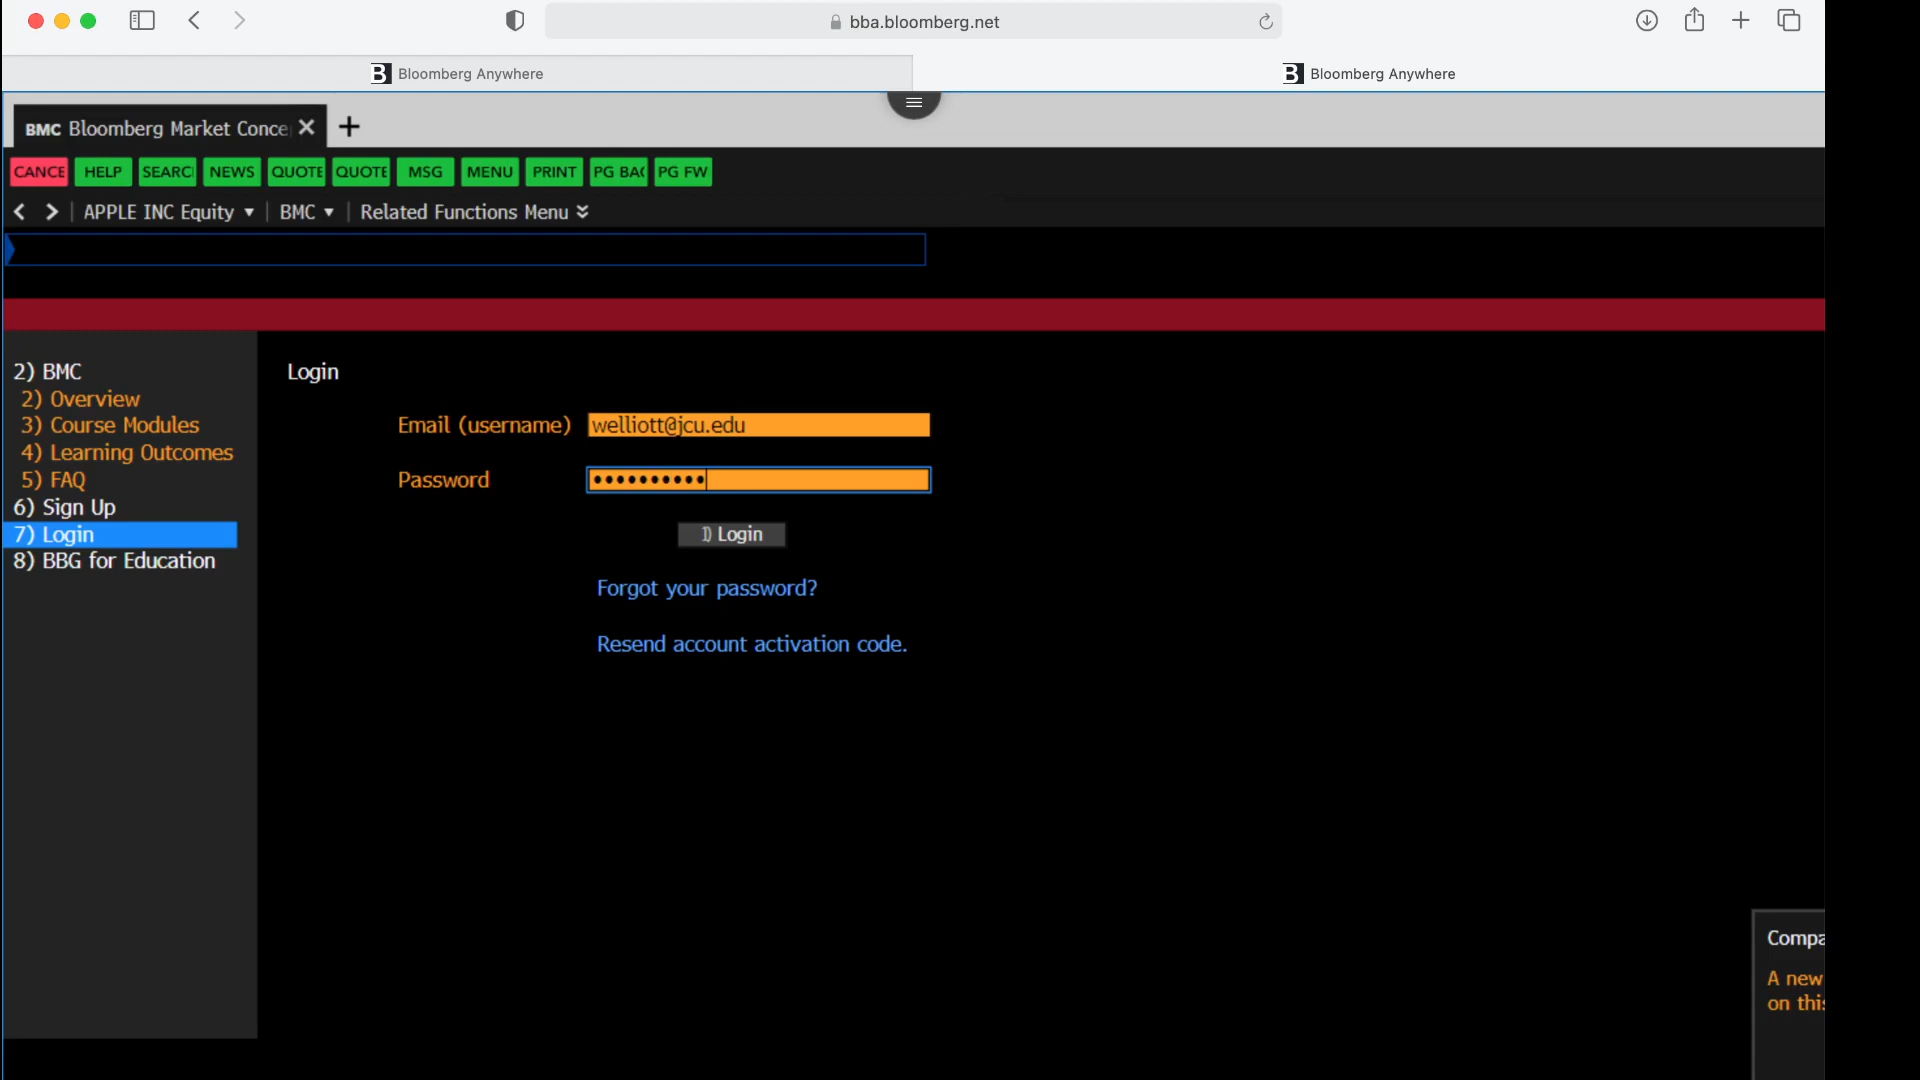 bba.bloomberg.net
B Bloomberg Anywhere
B Bloomberg Anywhere
BMC Bloomberg Market Conce
CANCE HELP SEARC NEWS QUOTE QUOTE MSG MENU PRINT PG BAC PG FW
APPLE INC Equity BMC Related Functions Menu
2) BMC
2) Overview
3) Course Modules
4) Learning Outcomes
5) FAQ
6) Sign Up
7) Login
8) BBG for Education
Login
Email (username) welliott@jcu.edu
Password ••••••••••
1) Login
Forgot your password?
Resend account activation code.
Compa
A new
on this